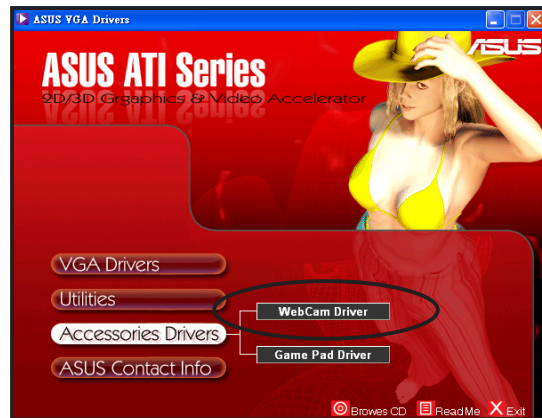 ASUS VGA Drivers
ASUS
ASUS ATI Series
2D/3D Grgaphics & Video Accelerator
VGA Drivers
Utilities
WebCam Driver
Accessories Drivers
Game Pad Driver
ASUS Contact Info
Browes CD ReadMe Exit